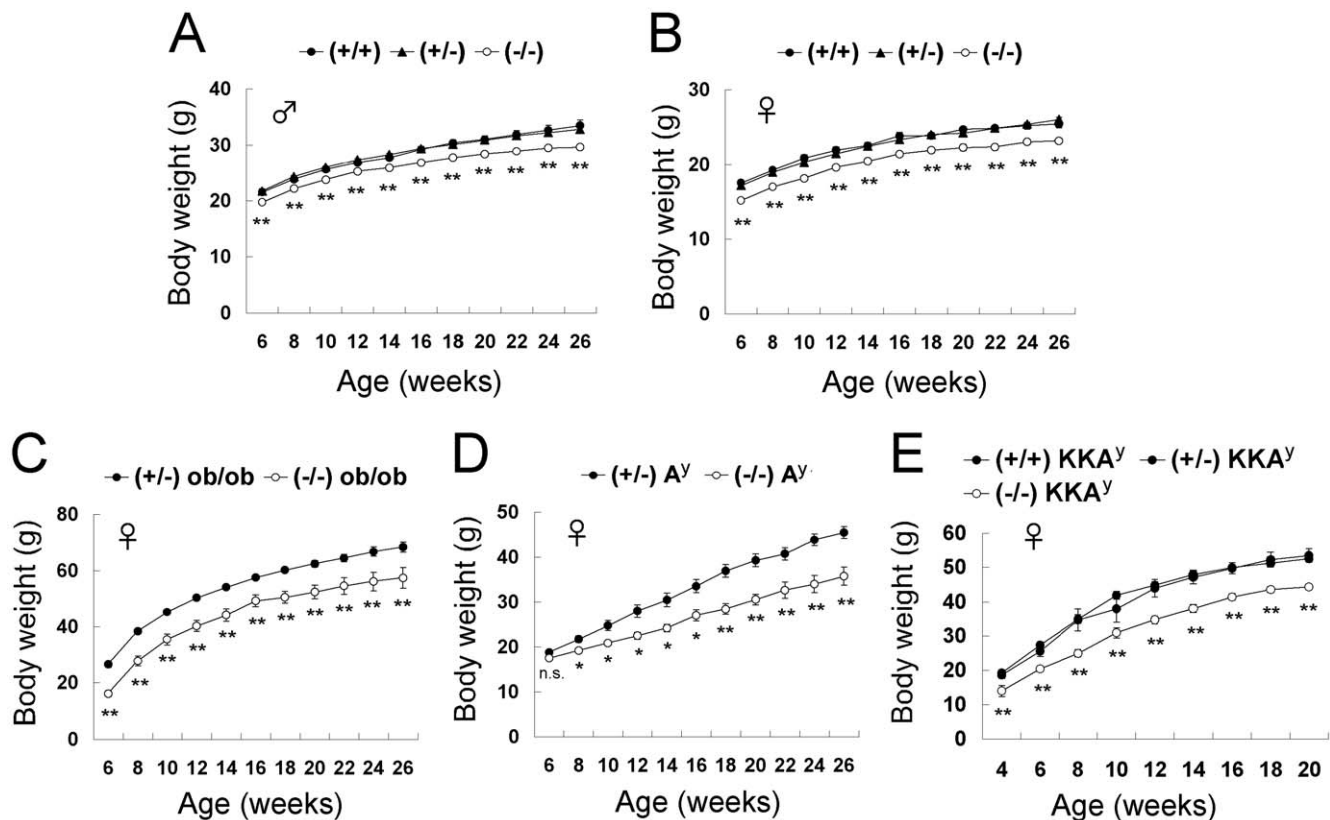 A
(+/+) (+/-) (-/-)
Body weight (g)
♂
40
30
20
10
0
** ** ** ** ** ** ** ** ** ** **
6 8 10 12 14 16 18 20 22 24 26
Age (weeks)
B
(+/+) (+/-) (-/-)
Body weight (g)
♀
30
20
10
0
** ** ** ** ** ** ** ** ** ** **
6 8 10 12 14 16 18 20 22 24 26
Age (weeks)
C
(+/-) ob/ob (-/-) ob/ob
Body weight (g)
♀
80
60
40
20
0
** ** ** ** ** ** ** ** ** ** **
6 8 10 12 14 16 18 20 22 24 26
Age (weeks)
D
(+/-) Aʸ (-/-) Aʸ
Body weight (g)
♀
50
40
30
20
10
0
n.s. * * * * * ** ** ** ** **
6 8 10 12 14 16 18 20 22 24 26
Age (weeks)
E
(+/+) KKAʸ (+/-) KKAʸ
(-/-) KKAʸ
Body weight (g)
♀
60
50
40
30
20
10
0
** ** ** ** ** ** ** ** **
4 6 8 10 12 14 16 18 20
Age (weeks)